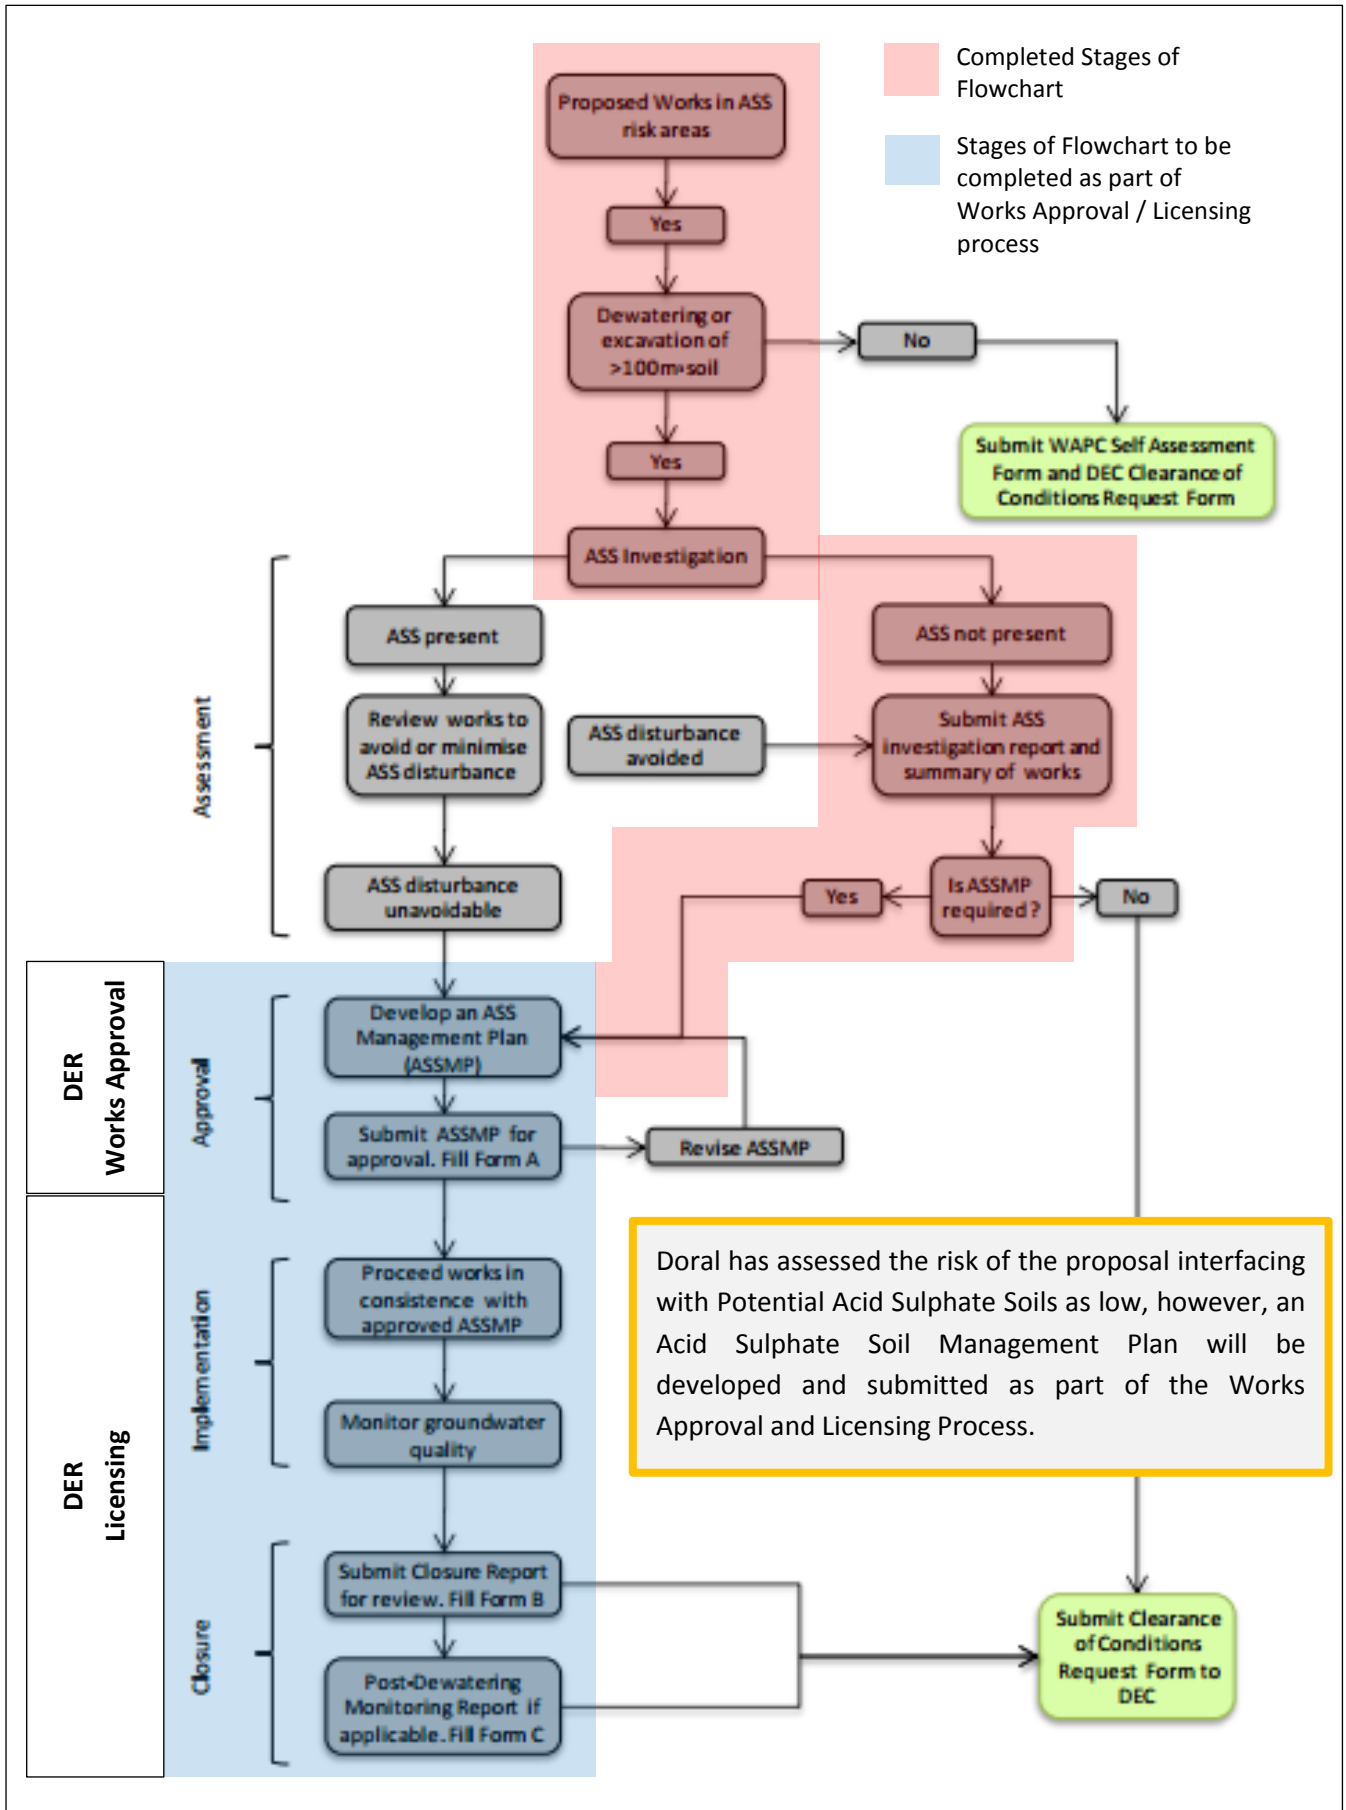 Completed Stages of
Flowchart
Stages of Flowchart to be
completed as part of
Works Approval / Licensing
process
Proposed Works in ASS
risk areas
Yes
Dewatering or
excavation of
>100m³ soil
No
Submit WAPC Self Assessment
Form and DEC Clearance of
Conditions Request Form
Yes
ASS Investigation
Assessment
ASS present
ASS not present
Review works to
avoid or minimise
ASS disturbance
ASS disturbance
avoided
Submit ASS
investigation report and
summary of works
ASS disturbance
unavoidable
Yes
Is ASSMP
required?
No
DER
Works Approval
Approval
Develop an ASS
Management Plan
(ASSMP)
Submit ASSMP for
approval. Fill Form A
Revise ASSMP
DER
Licensing
Implementation
Proceed works in
consistence with
approved ASSMP
Monitor groundwater
quality
Doral has assessed the risk of the proposal interfacing
with Potential Acid Sulphate Soils as low, however, an
Acid Sulphate Soil Management Plan will be
developed and submitted as part of the Works
Approval and Licensing Process.
Closure
Submit Closure Report
for review. Fill Form B
Post-Dewatering
Monitoring Report if
applicable. Fill Form C
Submit Clearance
of Conditions
Request Form to
DEC